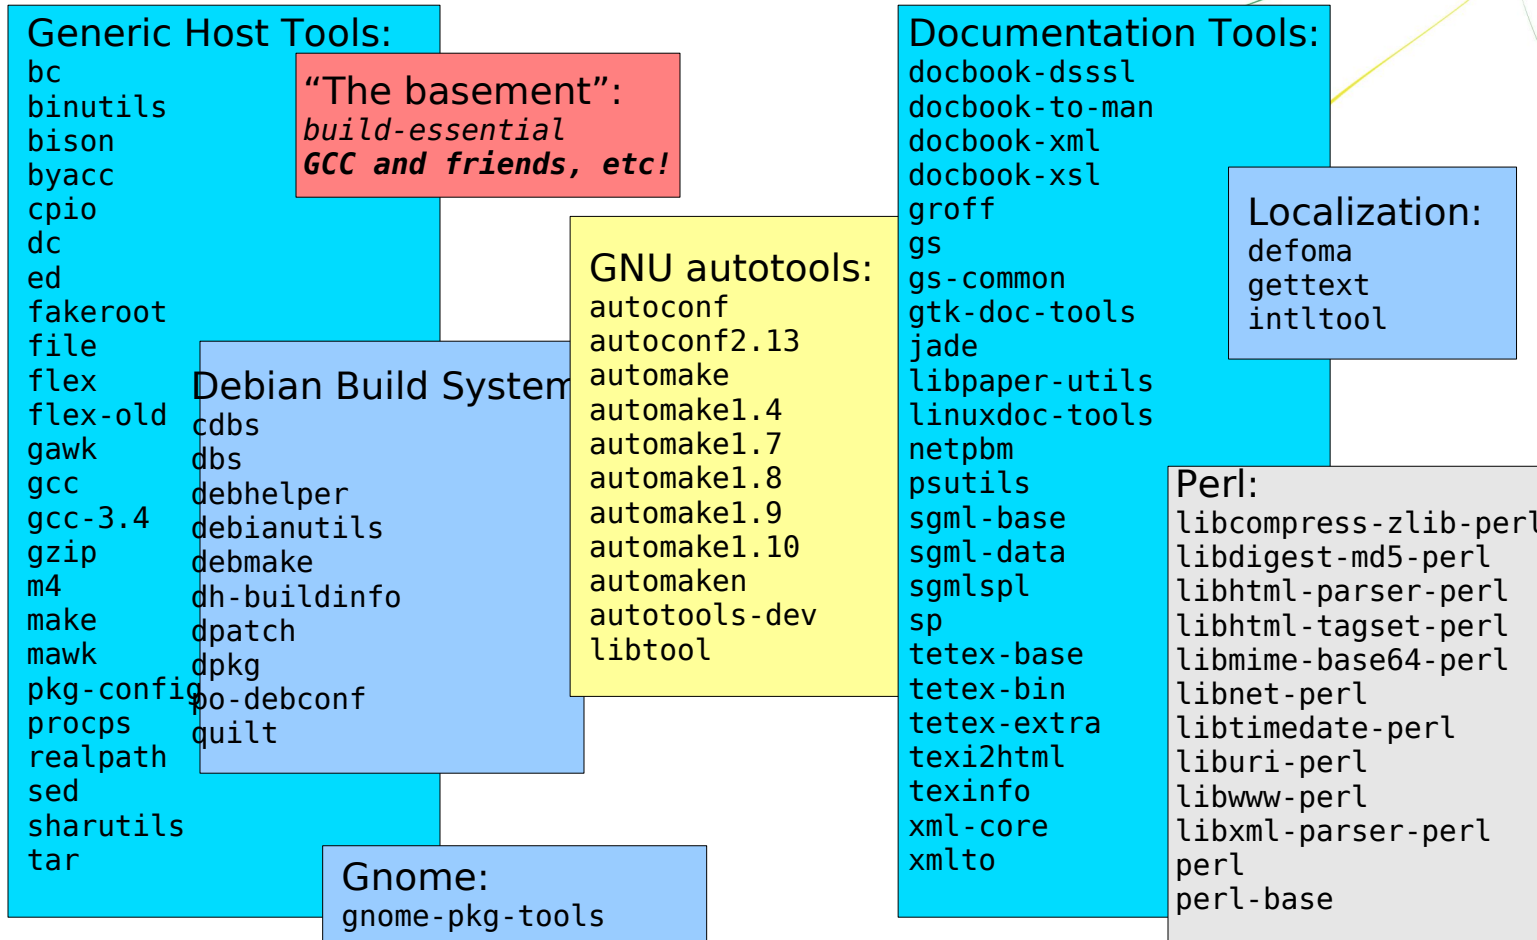 Generic Host Tools:
bc
binutils
bison
byacc
cpio
dc
ed
fakeroot
file
flex
flex-old
gawk
gcc
gcc-3.4
gzip
m4
make
mawk
pkg-config
procps
realpath
sed
sharutils
tar
“The basement”:
build-essential
GCC and friends, etc!
Debian Build System
cdbs
dbs
debhelper
debianutils
debmake
dh-buildinfo
dpatch
dpkg
po-debconf
quilt
Gnome:
gnome-pkg-tools
GNU autotools:
autoconf
autoconf2.13
automake
automake1.4
automake1.7
automake1.8
automake1.9
automake1.10
automaken
autotools-dev
libtool
Documentation Tools:
docbook-dsssl
docbook-to-man
docbook-xml
docbook-xsl
groff
gs
gs-common
gtk-doc-tools
jade
libpaper-utils
linuxdoc-tools
netpbm
psutils
sgml-base
sgml-data
sgmlspl
sp
tetex-base
tetex-bin
tetex-extra
texi2html
texinfo
xml-core
xmlto
Localization:
defoma
gettext
intltool
Perl:
libcompress-zlib-perl
libdigest-md5-perl
libhtml-parser-perl
libhtml-tagset-perl
libmime-base64-perl
libnet-perl
libtimedate-perl
liburi-perl
libwww-perl
libxml-parser-perl
perl
perl-base